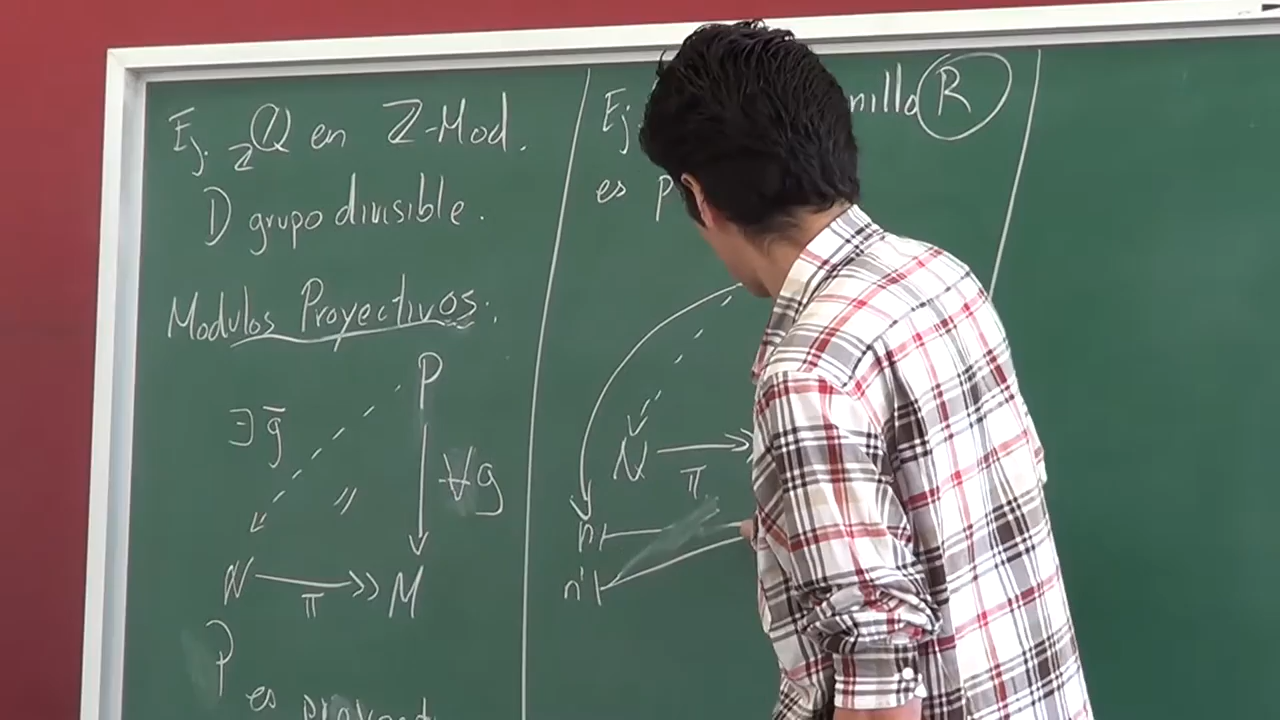 Ej. ℤQ en ℤ-Mod.
D grupo divisible.
Modulos Proyectivos.
P
∃ ḡ
∀g
N π M
P
es
Ej nillo R
es p
N π
n
n'